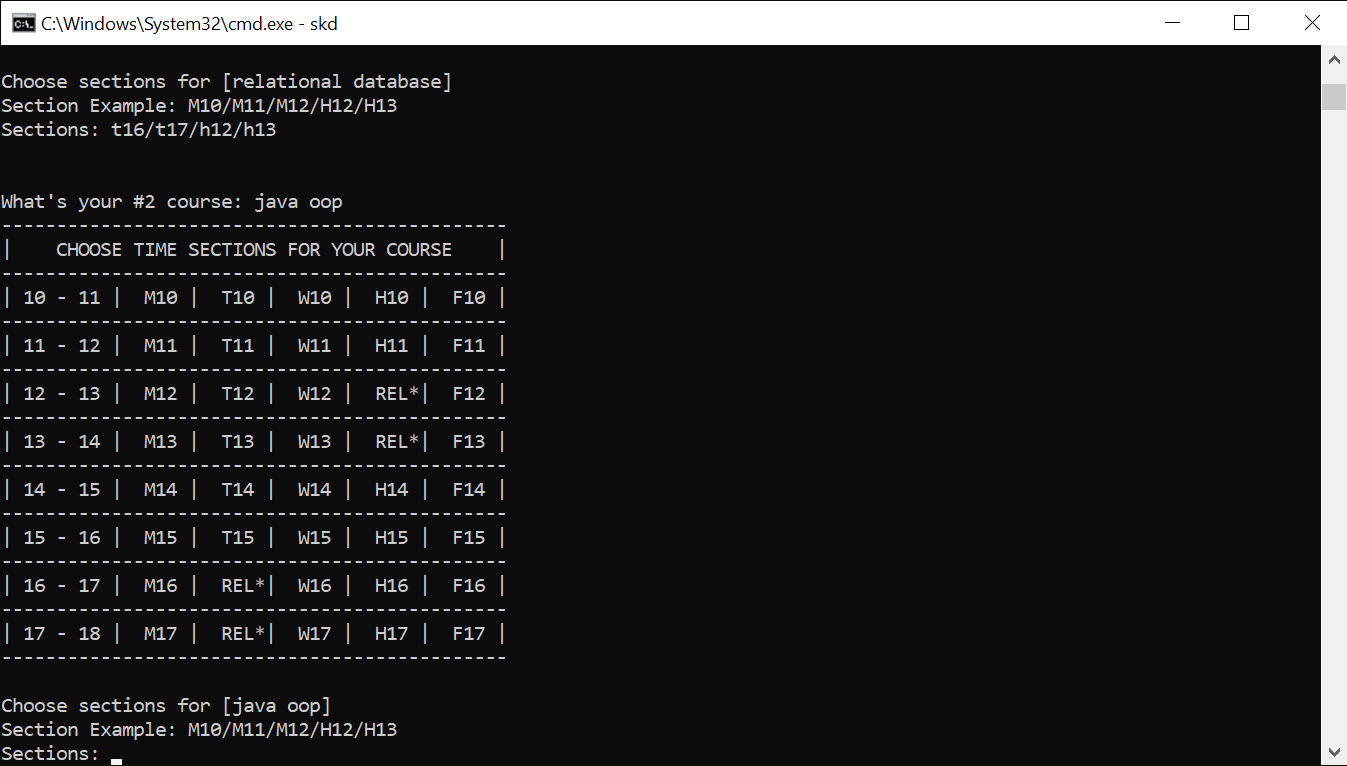 C:\Windows\System32\cmd.exe - skd
Choose sections for [relational database]
Section Example: M10/M11/M12/H12/H13
Sections: t16/t17/h12/h13
What's your #2 course: java oop
----------------------------------------------
|    CHOOSE TIME SECTIONS FOR YOUR COURSE    |
----------------------------------------------
| 10 - 11 |  M10 |  T10 |  W10 |  H10 |  F10 |
----------------------------------------------
| 11 - 12 |  M11 |  T11 |  W11 |  H11 |  F11 |
----------------------------------------------
| 12 - 13 |  M12 |  T12 |  W12 |  REL*|  F12 |
----------------------------------------------
| 13 - 14 |  M13 |  T13 |  W13 |  REL*|  F13 |
----------------------------------------------
| 14 - 15 |  M14 |  T14 |  W14 |  H14 |  F14 |
----------------------------------------------
| 15 - 16 |  M15 |  T15 |  W15 |  H15 |  F15 |
----------------------------------------------
| 16 - 17 |  M16 |  REL*|  W16 |  H16 |  F16 |
----------------------------------------------
| 17 - 18 |  M17 |  REL*|  W17 |  H17 |  F17 |
----------------------------------------------
Choose sections for [java oop]
Section Example: M10/M11/M12/H12/H13
Sections: